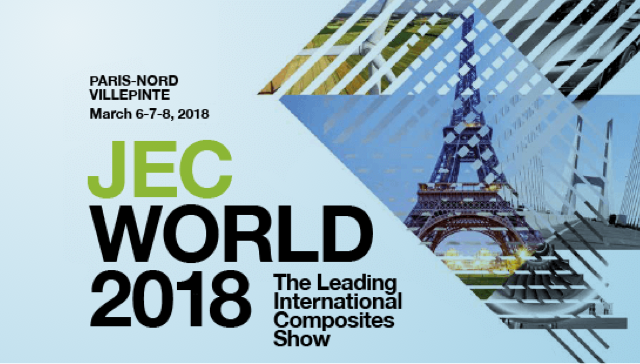 PARIS-NORD
VILLEPINTE
March 6-7-8, 2018
JEC
WORLD
2018
The Leading
International
Composites
Show